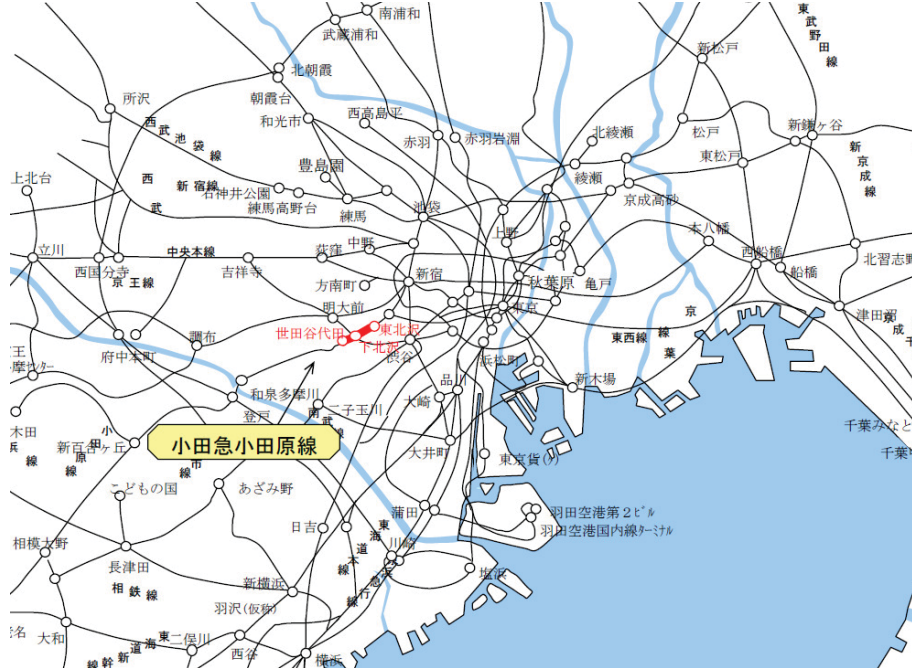 南浦和
武蔵浦和
東武野田線
新松戸
北朝霞
朝霞台
所沢
和光市
西高島平
赤羽
赤羽岩淵
北綾瀬
松戸
新鎌ヶ谷
西武池袋線
東松戸
新京成線
豊島園
綾瀬
上北台
西武新宿線
石神井公園
練馬高野台
練馬
池袋
京成高砂
上野
本八幡
立川
中央本線
荻窪
中野
西船橋
北習志野
西国分寺
吉祥寺
新宿
秋葉原
亀戸
船橋
京王線
方南町
明大前
東京
津田沼
世田谷代田
東北沢
下北沢
渋谷
浜松町
東西線
京葉線
京成千
府中本町
調布
品川
新木場
和泉多摩川
登戸
二子玉川
大崎
南武線
小田急小田原線
新百合ヶ丘
大井町
東京貨(ヶ)
千葉みなと
こどもの国
あざみ野
蒲田
羽田空港第2ビル
羽田空港国内線ターミナル
日吉
川崎
東海道本線
相模大野
長津田
新横浜
塩浜
相鉄線
羽沢(仮称)
大和
二俣川
西谷
横浜
東海道新幹線